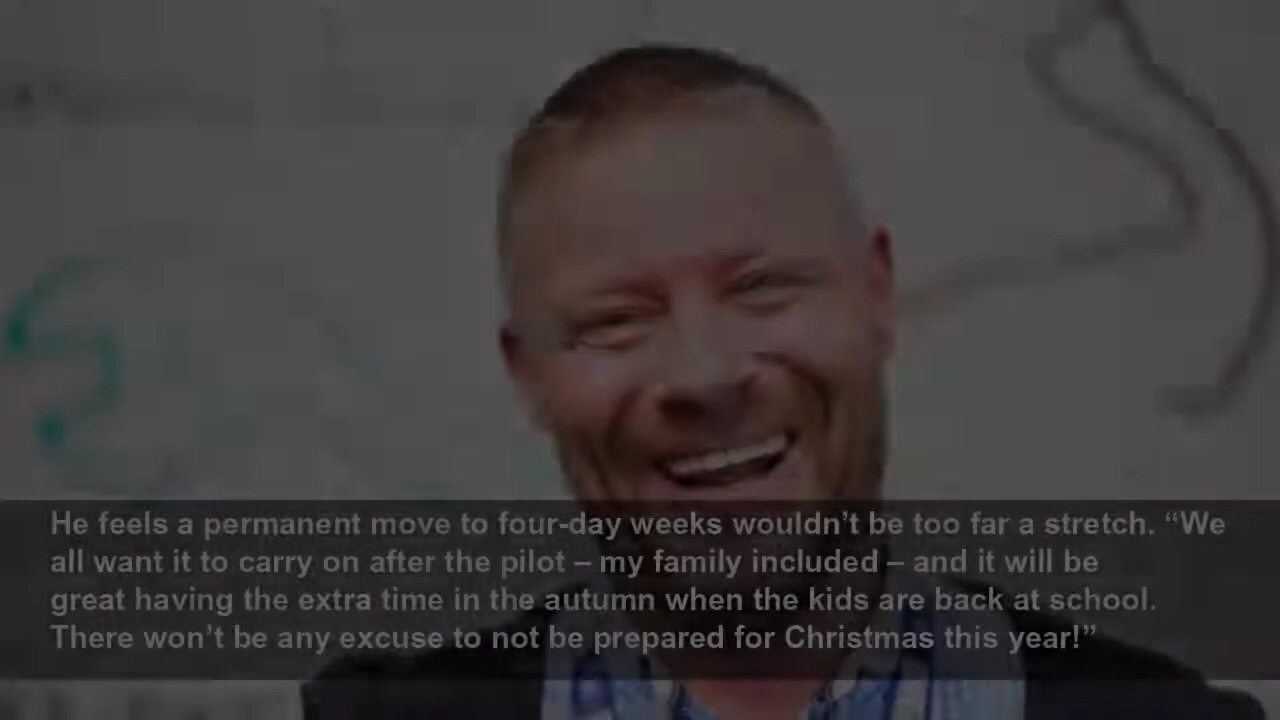 He feels a permanent move to four-day weeks wouldn’t be too far a stretch. “We
all want it to carry on after the pilot – my family included – and it will be
great having the extra time in the autumn when the kids are back at school.
There won’t be any excuse to not be prepared for Christmas this year!”